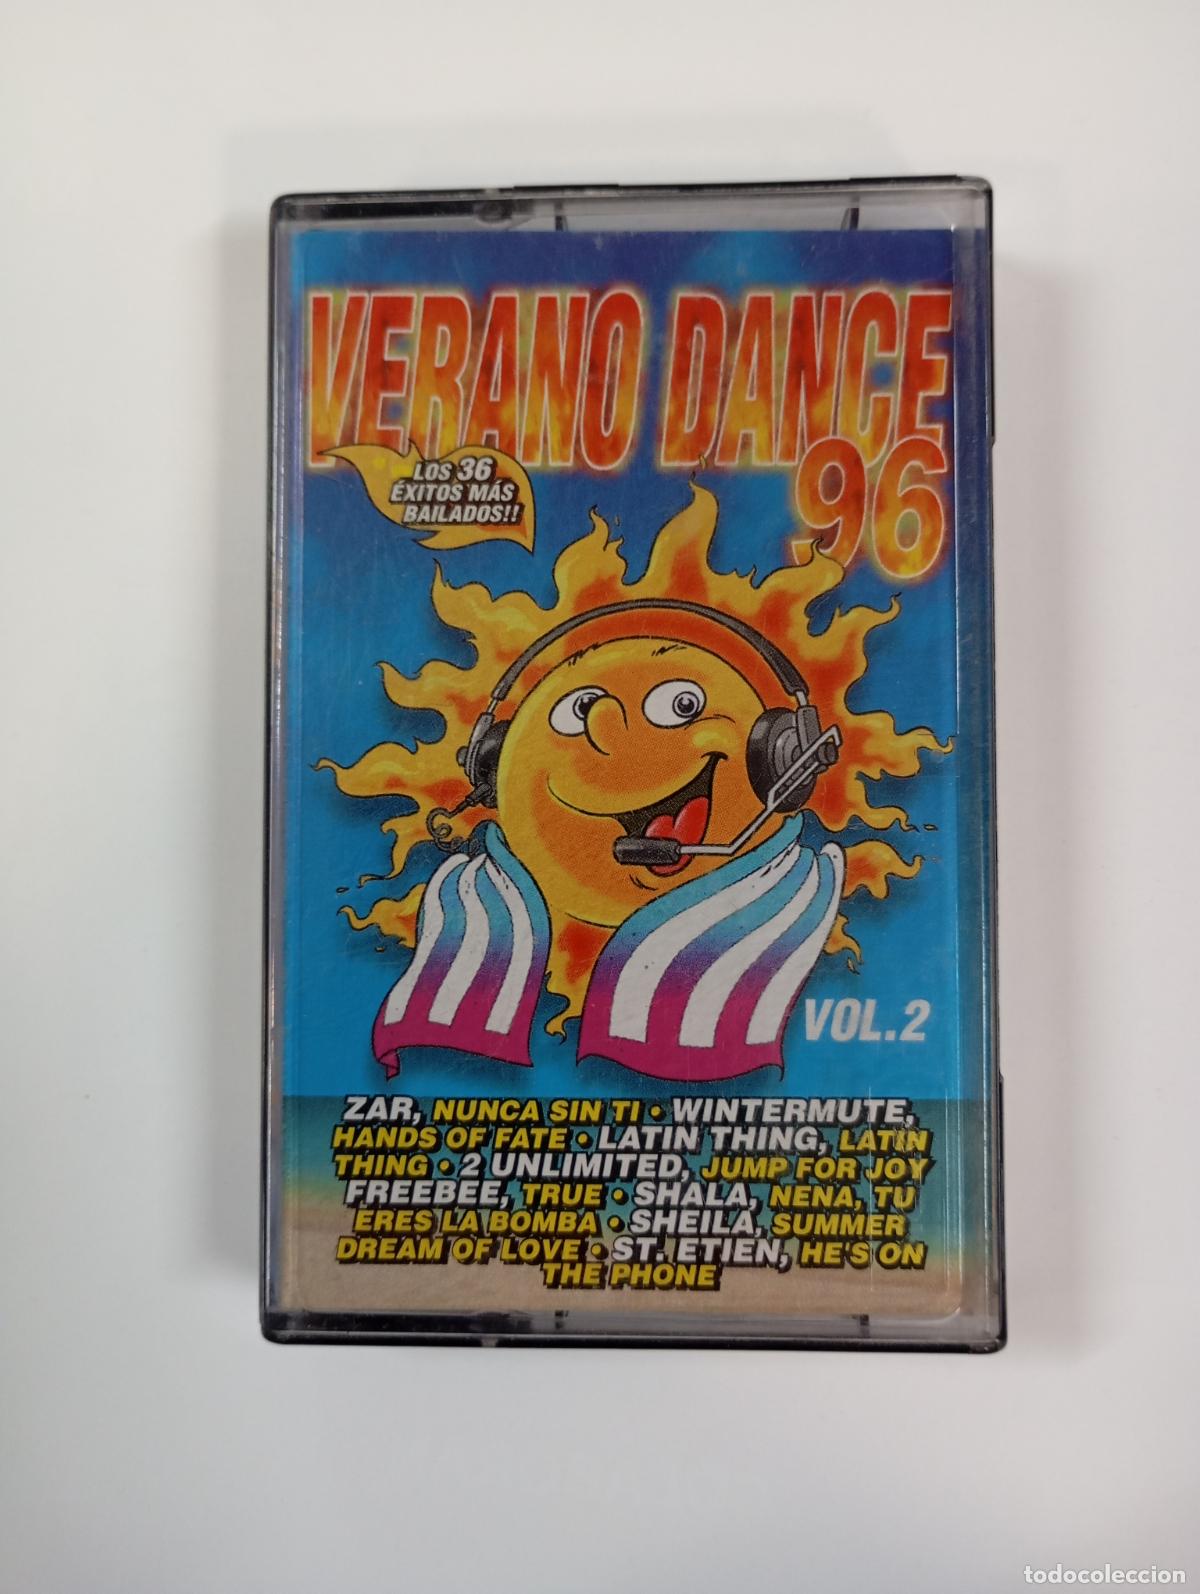 VERANO DANCE
96
LOS 36
ÉXITOS MÁS
BAILADOS!!
VOL.2
ZAR, NUNCA SIN TI • WINTERMUTE,
HANDS OF FATE • LATIN THING, LATIN
THING • 2 UNLIMITED, JUMP FOR JOY
FREEBEE, TRUE • SHALA, NENA, TU
ERES LA BOMBA • SHEILA, SUMMER
DREAM OF LOVE • ST. ETIEN, HE'S ON
THE PHONE
todocoleccion